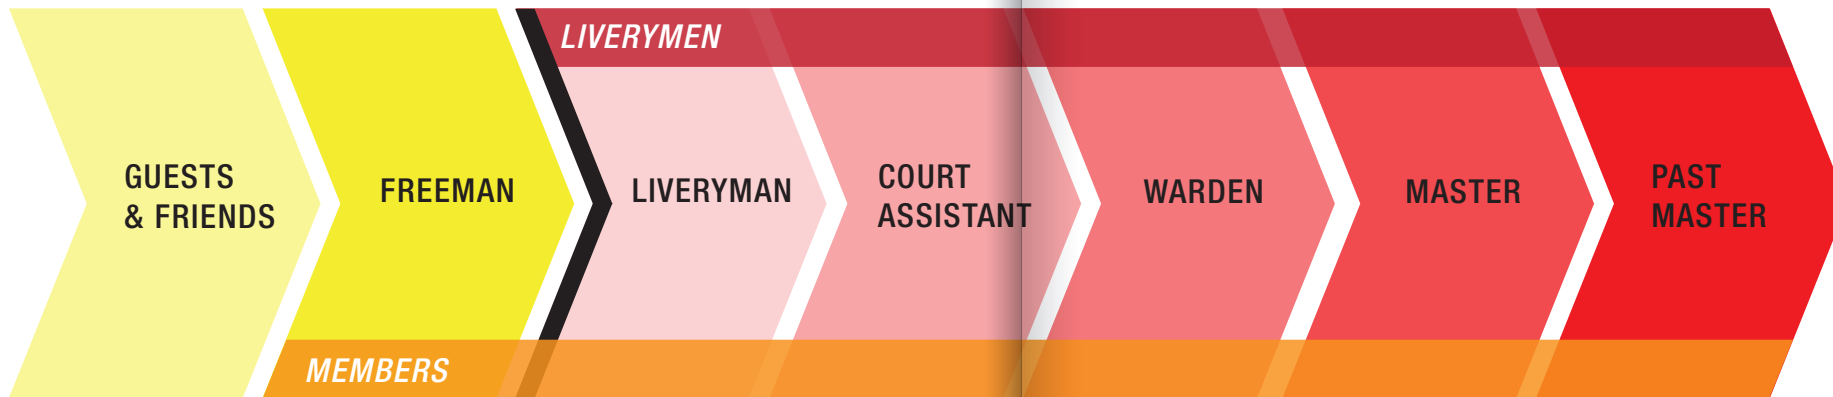 LIVERYMEN
GUESTS
& FRIENDS
FREEMAN
LIVERYMAN
COURT
ASSISTANT
WARDEN
MASTER
PAST
MASTER
MEMBERS